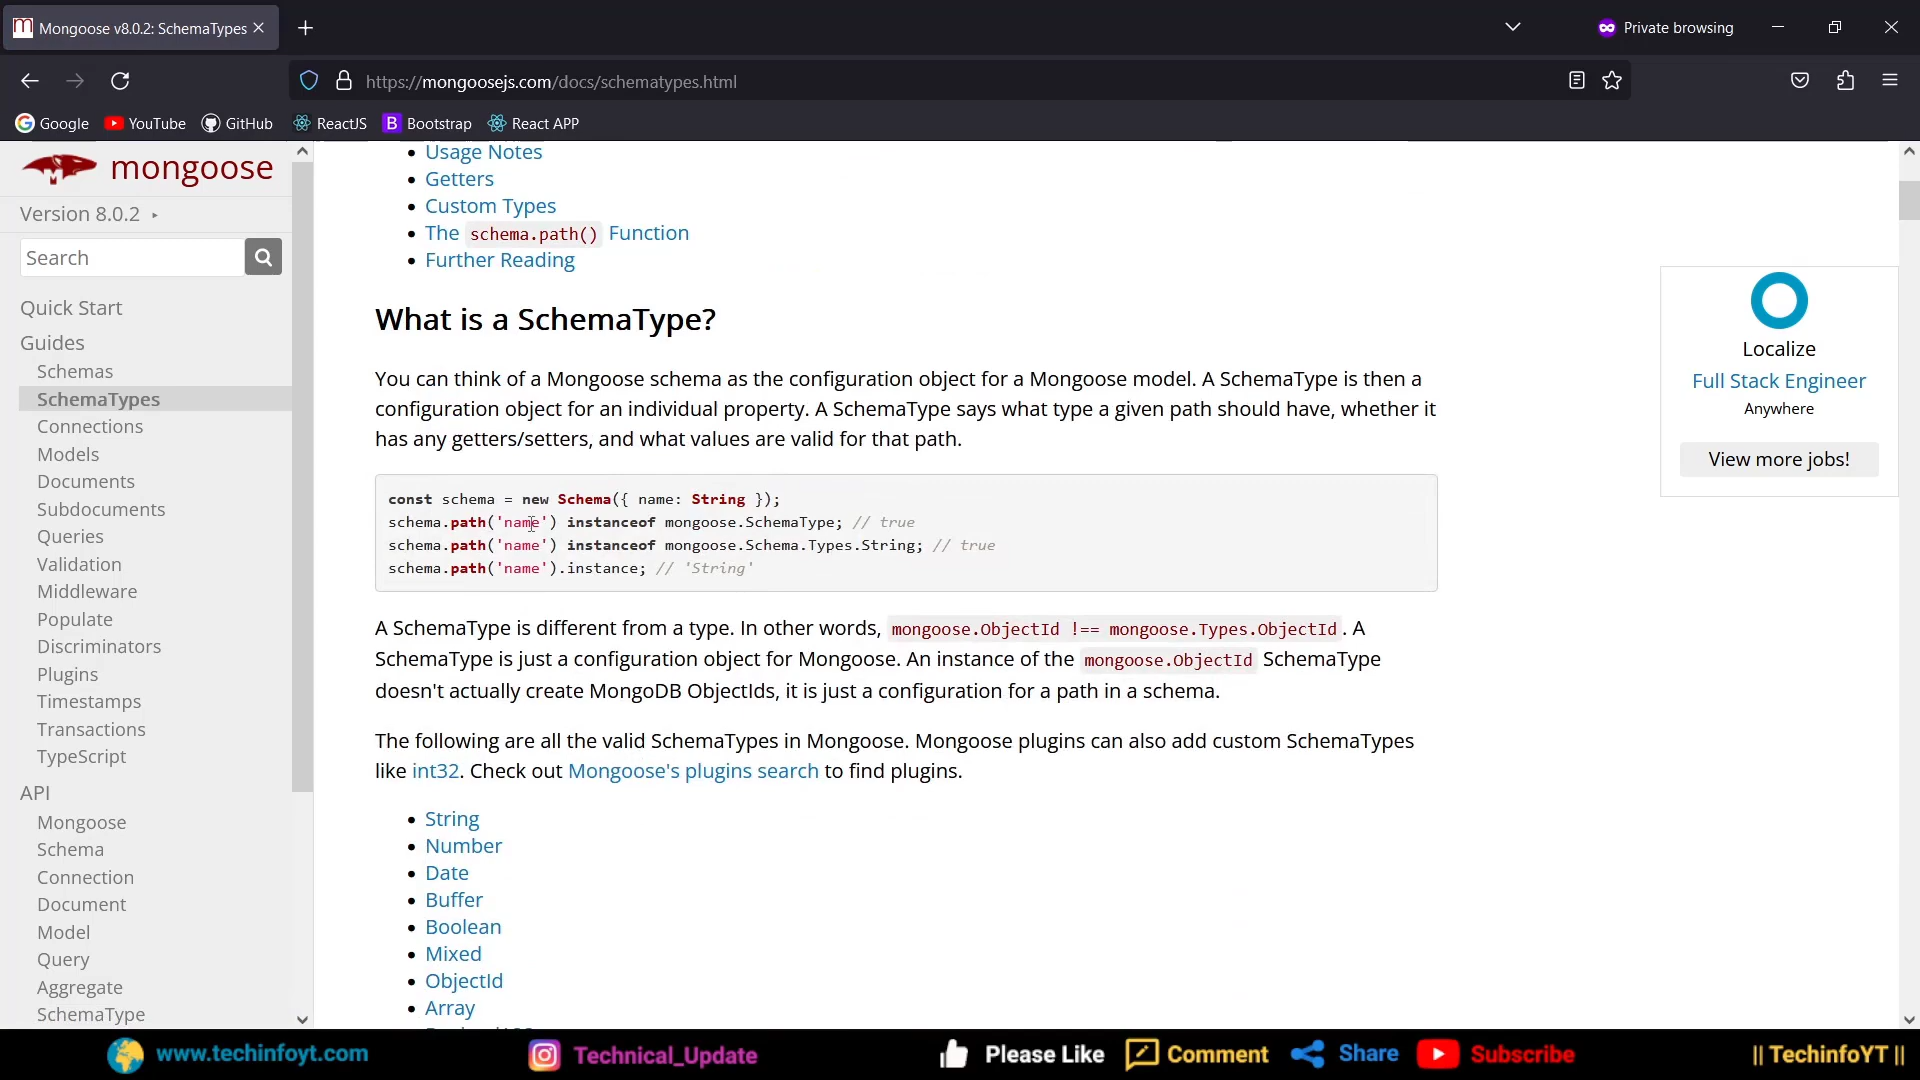 Mongoose v8.0.2: SchemaTypes
Private browsing
https://mongoosejs.com/docs/schematypes.html
Google YouTube GitHub ReactJS Bootstrap React APP
mongoose
Version 8.0.2
Search
Quick Start
Guides
Schemas
SchemaTypes
Connections
Models
Documents
Subdocuments
Queries
Validation
Middleware
Populate
Discriminators
Plugins
Timestamps
Transactions
TypeScript
API
Mongoose
Schema
Connection
Document
Model
Query
Aggregate
SchemaType
Usage Notes
Getters
Custom Types
The schema.path() Function
Further Reading
What is a SchemaType?
You can think of a Mongoose schema as the configuration object for a Mongoose model. A SchemaType is then a
configuration object for an individual property. A SchemaType says what type a given path should have, whether it
has any getters/setters, and what values are valid for that path.
const schema = new Schema({ name: String });
schema.path('name') instanceof mongoose.SchemaType; // true
schema.path('name') instanceof mongoose.Schema.Types.String; // true
schema.path('name').instance; // 'String'
A SchemaType is different from a type. In other words, mongoose.ObjectId !== mongoose.Types.ObjectId. A
SchemaType is just a configuration object for Mongoose. An instance of the mongoose.ObjectId SchemaType
doesn't actually create MongoDB ObjectIds, it is just a configuration for a path in a schema.
The following are all the valid SchemaTypes in Mongoose. Mongoose plugins can also add custom SchemaTypes
like int32. Check out Mongoose's plugins search to find plugins.
String
Number
Date
Buffer
Boolean
Mixed
ObjectId
Array
Localize
Full Stack Engineer
Anywhere
View more jobs!
www.techinfoyt.com Technical_Update Please Like Comment Share Subscribe || TechinfoYT ||